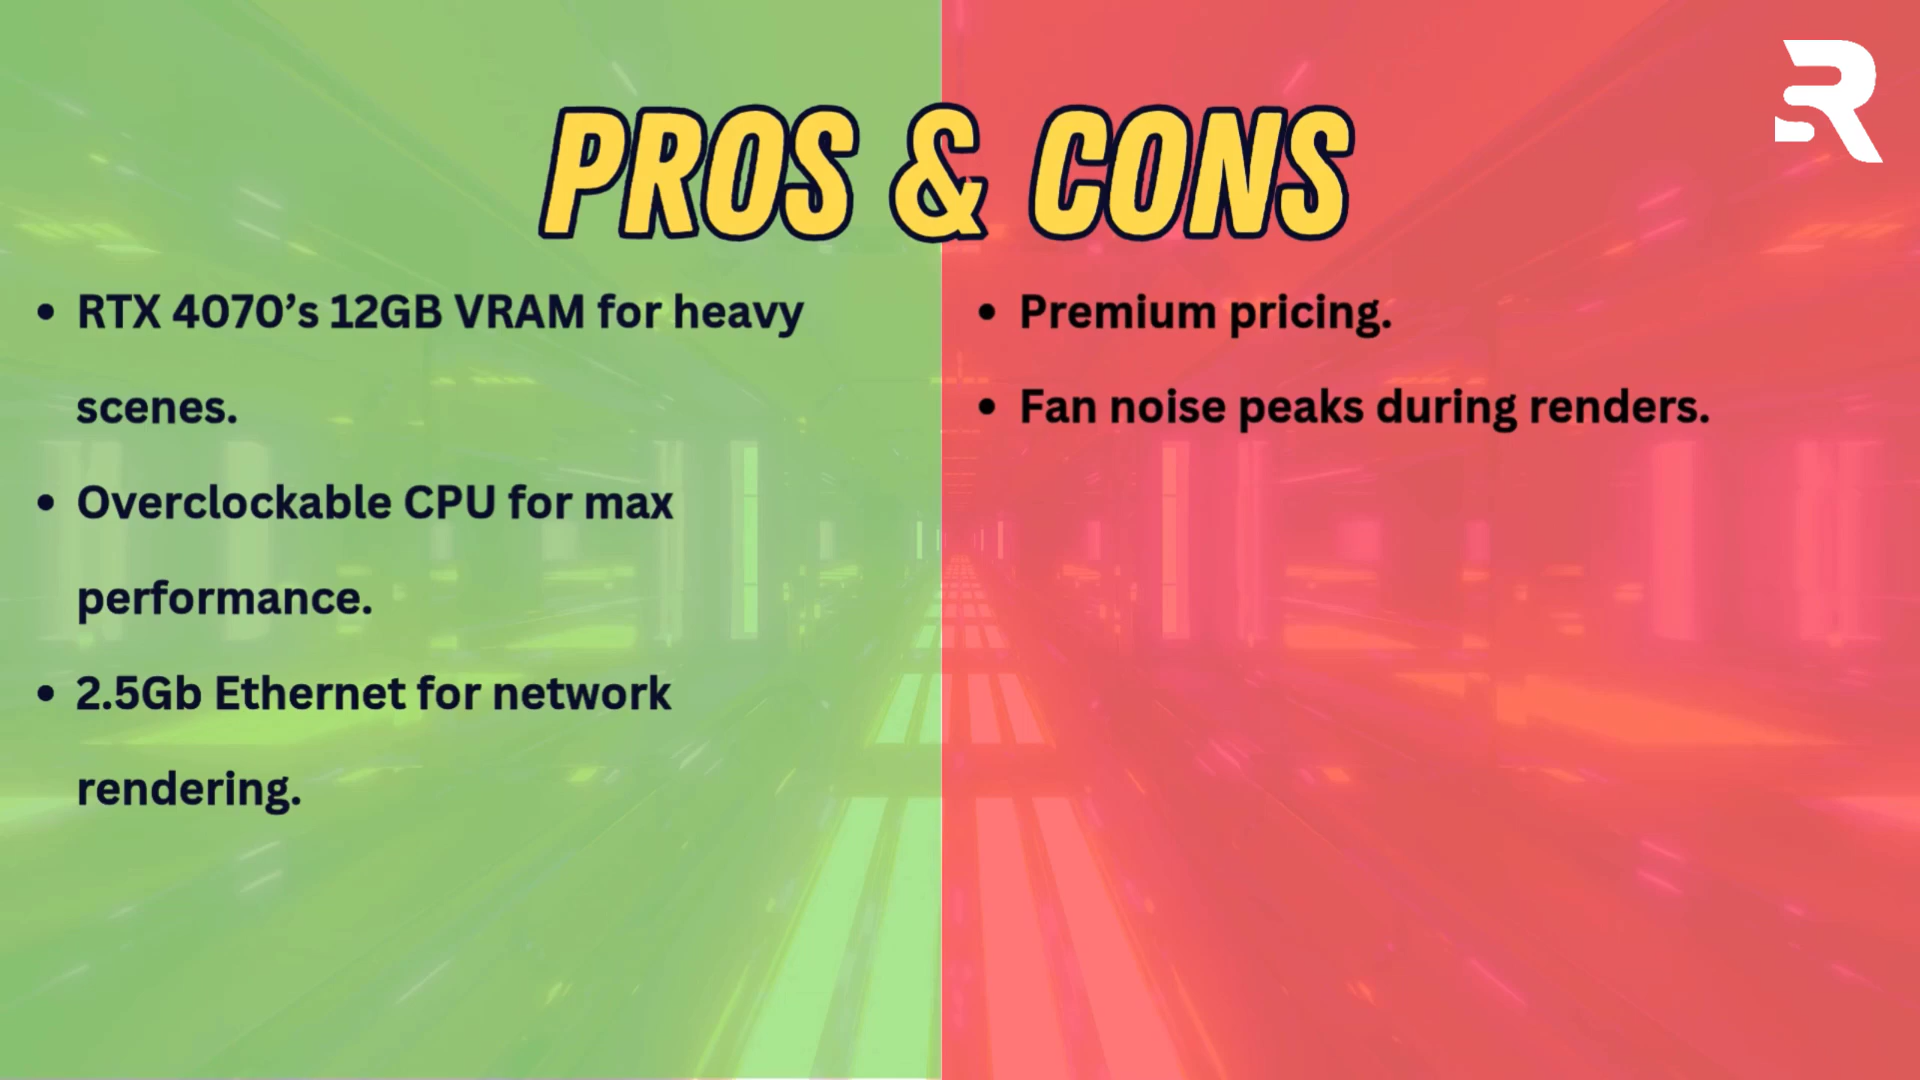 PROS & CONS
• RTX 4070’s 12GB VRAM for heavy
scenes.
• Overclockable CPU for max
performance.
• 2.5Gb Ethernet for network
rendering.
• Premium pricing.
• Fan noise peaks during renders.
R